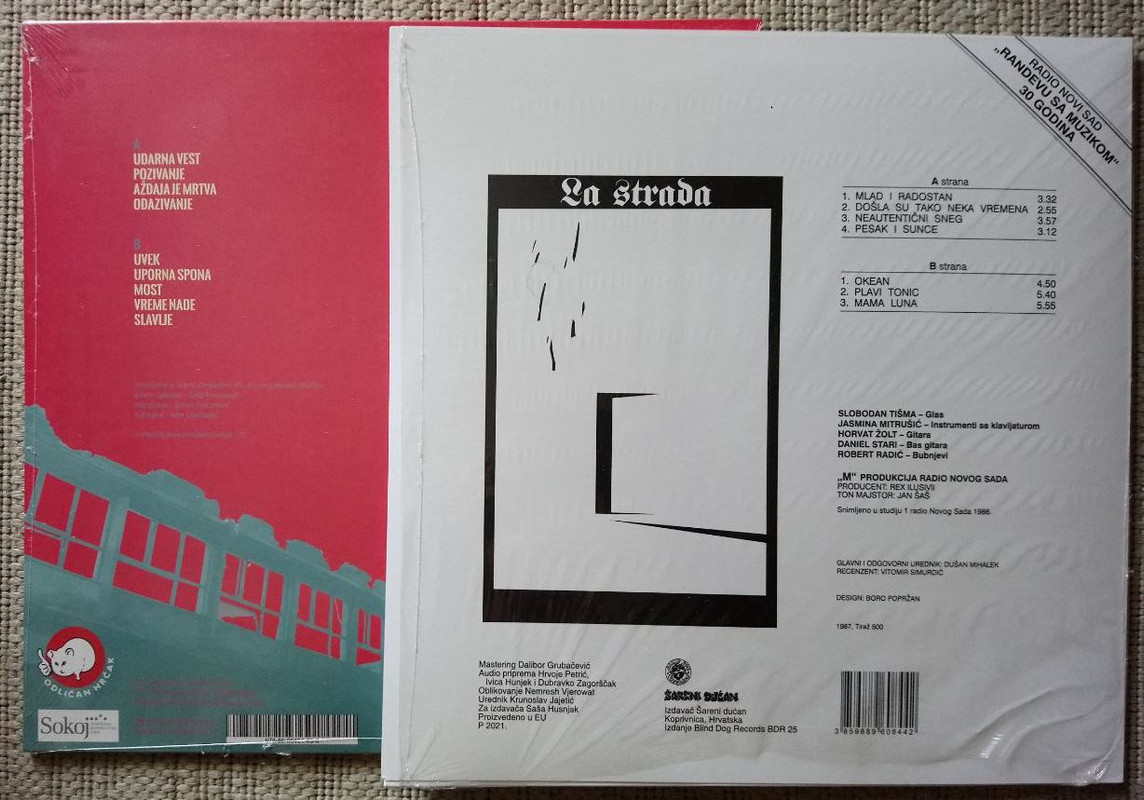 A
UDARNA VEST
POZIVANJE
AŽDAJA JE MRTVA
ODAZIVANJE
B
UVEK
UPORNA SPONA
MOST
VREME NADE
SLAVLJE
ODLIČAN HRČAK
Sokoj
RADIO NOVI SAD
„RANDEVU SA MUZIKOM“
30 GODINA
La strada
A strana
1. MLAD I RADOSTAN 3.32
2. DOŠLA SU TAKO NEKA VREMENA 2.55
3. NEAUTENTIČNI SNEG 3.57
4. PESAK I SUNCE 3.12
B strana
1. OKEAN 4.50
2. PLAVI TONIC 5.40
3. MAMA LUNA 5.55
SLOBODAN TIŠMA – Glas
JASMINA MITRUŠIĆ – Instrumenti sa klavijaturom
HORVAT ŽOLT – Gitara
DANIEL STARI – Bas gitara
ROBERT RADIĆ – Bubnjevi
„M“ PRODUKCIJA RADIO NOVOG SADA
PRODUCENT: REX ILUSIVII
TON MAJSTOR: JAN ŠAŠ
Snimljeno u studiju 1 radio Novog Sada 1986.
GLAVNI I ODGOVORNI UREDNIK: DUŠAN MIHALEK
RECENZENT: VITOMIR SIMURDIĆ
DESIGN: BORO POPRŽAN
1987, Tiraž 500
Mastering Dalibor Grubačević
Audio priprema Hrvoje Petrić,
Ivica Hunjek i Dubravko Zagorščak
Oblikovanje Nemresh Vjerowat
Urednik Krunoslav Jajetić
Za izdavača Saša Husnjak
Proizvedeno u EU
P 2021.
ŠARENI DUĆAN
Izdavač Šareni dućan
Koprivnica, Hrvatska
Izdanje Blind Dog Records BDR 25
3 859889 608442